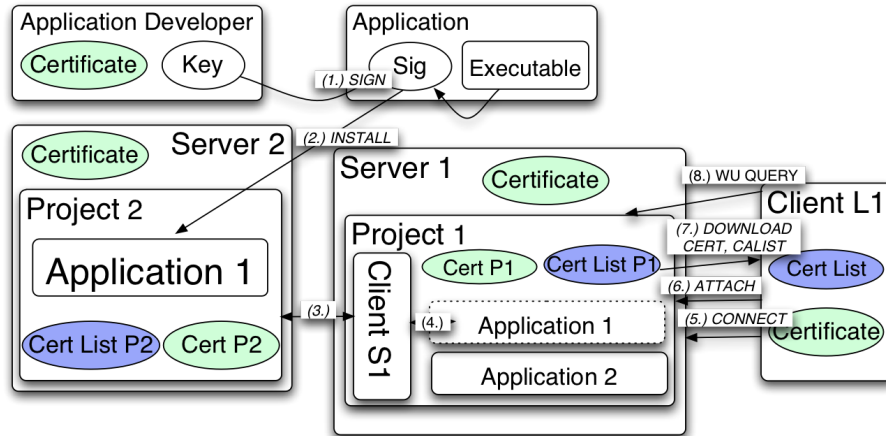 Application Developer
Certificate
Key
Application
Sig
Executable
(1.) SIGN
(2.) INSTALL
Server 2
Certificate
Project 2
Application 1
Cert List P2
Cert P2
(3.)
Server 1
Certificate
Project 1
Client S1
Cert P1
Cert List P1
(4.)
Application 1
Application 2
(8.) WU QUERY
(7.) DOWNLOAD
CERT, CALIST
(6.) ATTACH
(5.) CONNECT
Client L1
Cert List
Certificate